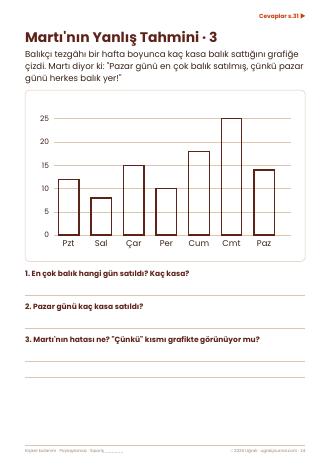 Cevaplar s.31 ▶
Martı'nın Yanlış Tahmini · 3
Balıkçı tezgâhı bir hafta boyunca kaç kasa balık sattığını grafiğe
çizdi. Martı diyor ki: "Pazar günü en çok balık satılmış, çünkü pazar
günü herkes balık yer!"
25
20
15
10
5
0
Pzt Sal Çar Per Cum Cmt Paz
1. En çok balık hangi gün satıldı? Kaç kasa?
2. Pazar günü kaç kasa satıldı?
3. Martı'nın hatası ne? "Çünkü" kısmı grafikte görünüyor mu?